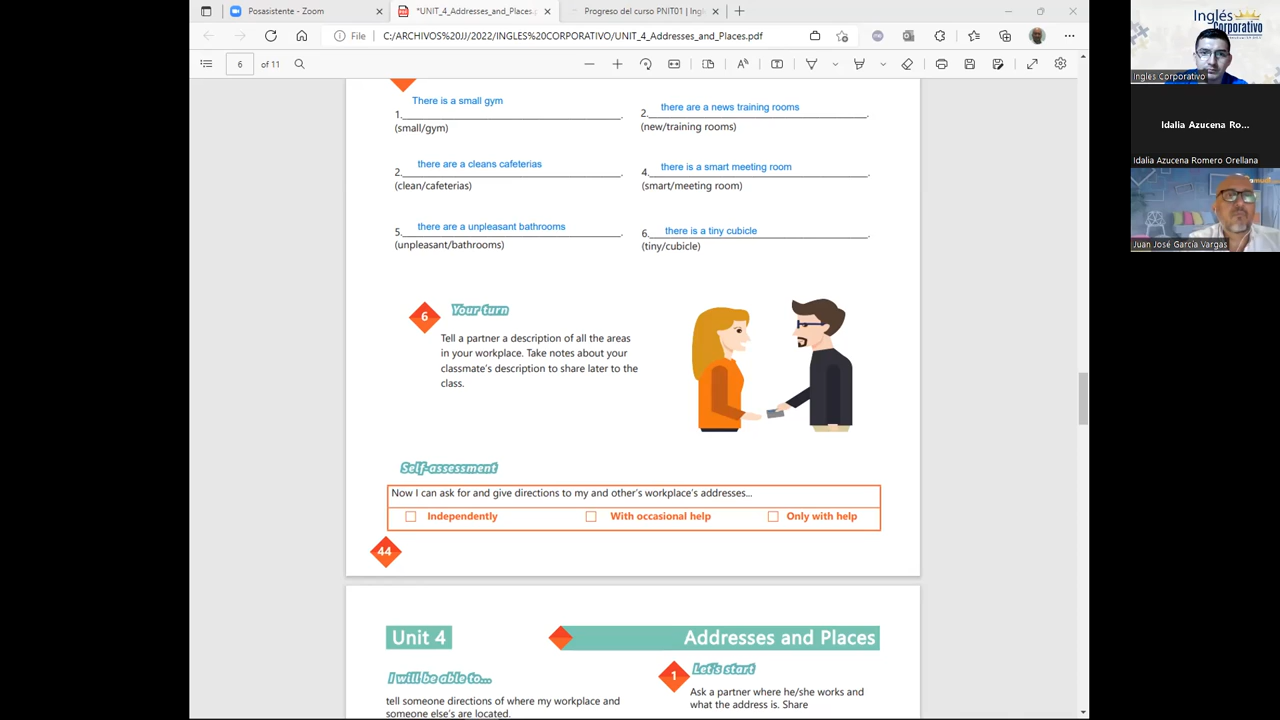 Posasistente - Zoom
*UNIT_4_Addresses_and_Places.p
Progreso del curso PNIT01 | Ingl
File
C:/ARCHIVOS%20JJ/2022/INGLES%20CORPORATIVO/UNIT_4_Addresses_and_Places.pdf
6
of 11
There is a small gym
1.
(small/gym)
there are a news training rooms
2.
(new/training rooms)
there are a cleans cafeterias
2.
(clean/cafeterias)
there is a smart meeting room
4.
(smart/meeting room)
there are a unpleasant bathrooms
5.
(unpleasant/bathrooms)
there is a tiny cubicle
6.
(tiny/cubicle)
6
Your turn
Tell a partner a description of all the areas
in your workplace. Take notes about your
classmate's description to share later to the
class.
Self-assessment
Now I can ask for and give directions to my and other's workplace's addresses...
Independently
With occasional help
Only with help
44
Unit 4
Addresses and Places
I will be able to...
tell someone directions of where my workplace and
someone else's are located.
1
Let's start
Ask a partner where he/she works and
what the address is. Share
Inglés
Corporativo
Ingles Corporativo
Idalia Azucena Ro...
Idalia Azucena Romero Orellana
Juan José García Vargas